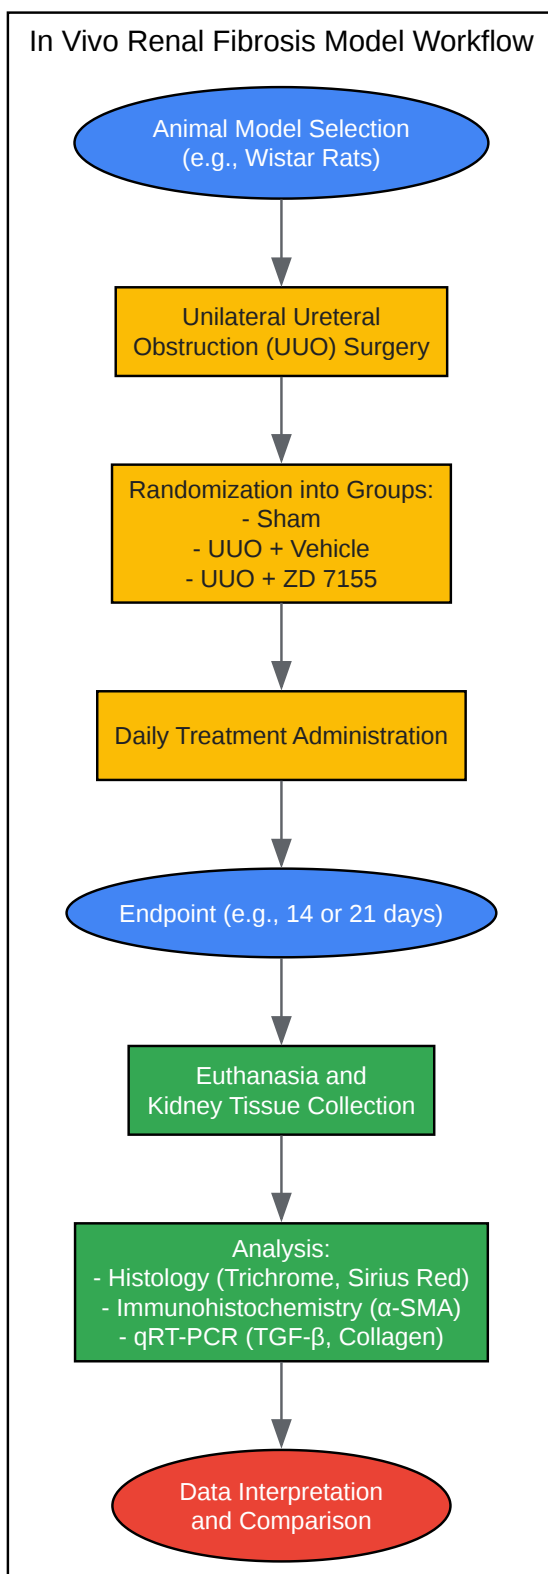 In Vivo Renal Fibrosis Model Workflow
Animal Model Selection
(e.g., Wistar Rats)
Unilateral Ureteral
Obstruction (UUO) Surgery
Randomization into Groups:
- Sham
- UUO + Vehicle
- UUO + ZD 7155
Daily Treatment Administration
Endpoint (e.g., 14 or 21 days)
Euthanasia and
Kidney Tissue Collection
Analysis:
- Histology (Trichrome, Sirius Red)
- Immunohistochemistry (α-SMA)
- qRT-PCR (TGF-β, Collagen)
Data Interpretation
and Comparison